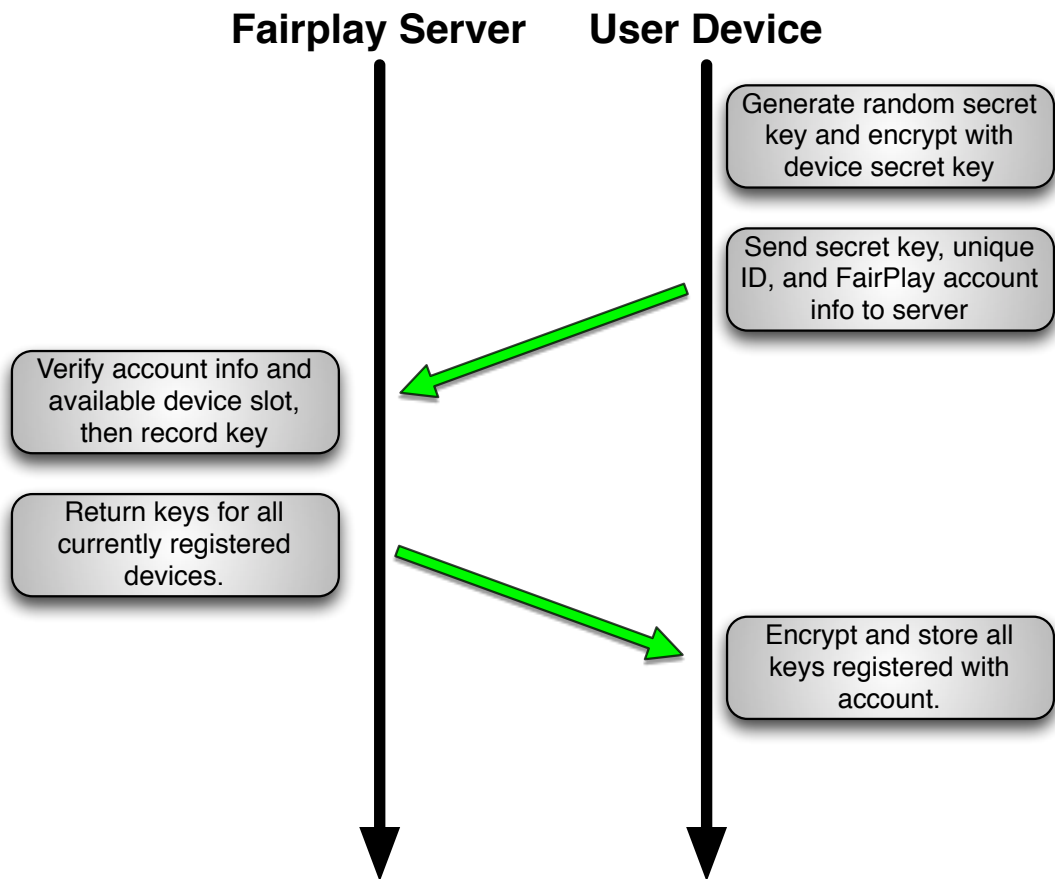 Fairplay Server
User Device
Generate random secret
key and encrypt with
device secret key
Send secret key, unique
ID, and FairPlay account
info to server
Verify account info and
available device slot,
then record key
Return keys for all
currently registered
devices.
Encrypt and store all
keys registered with
account.